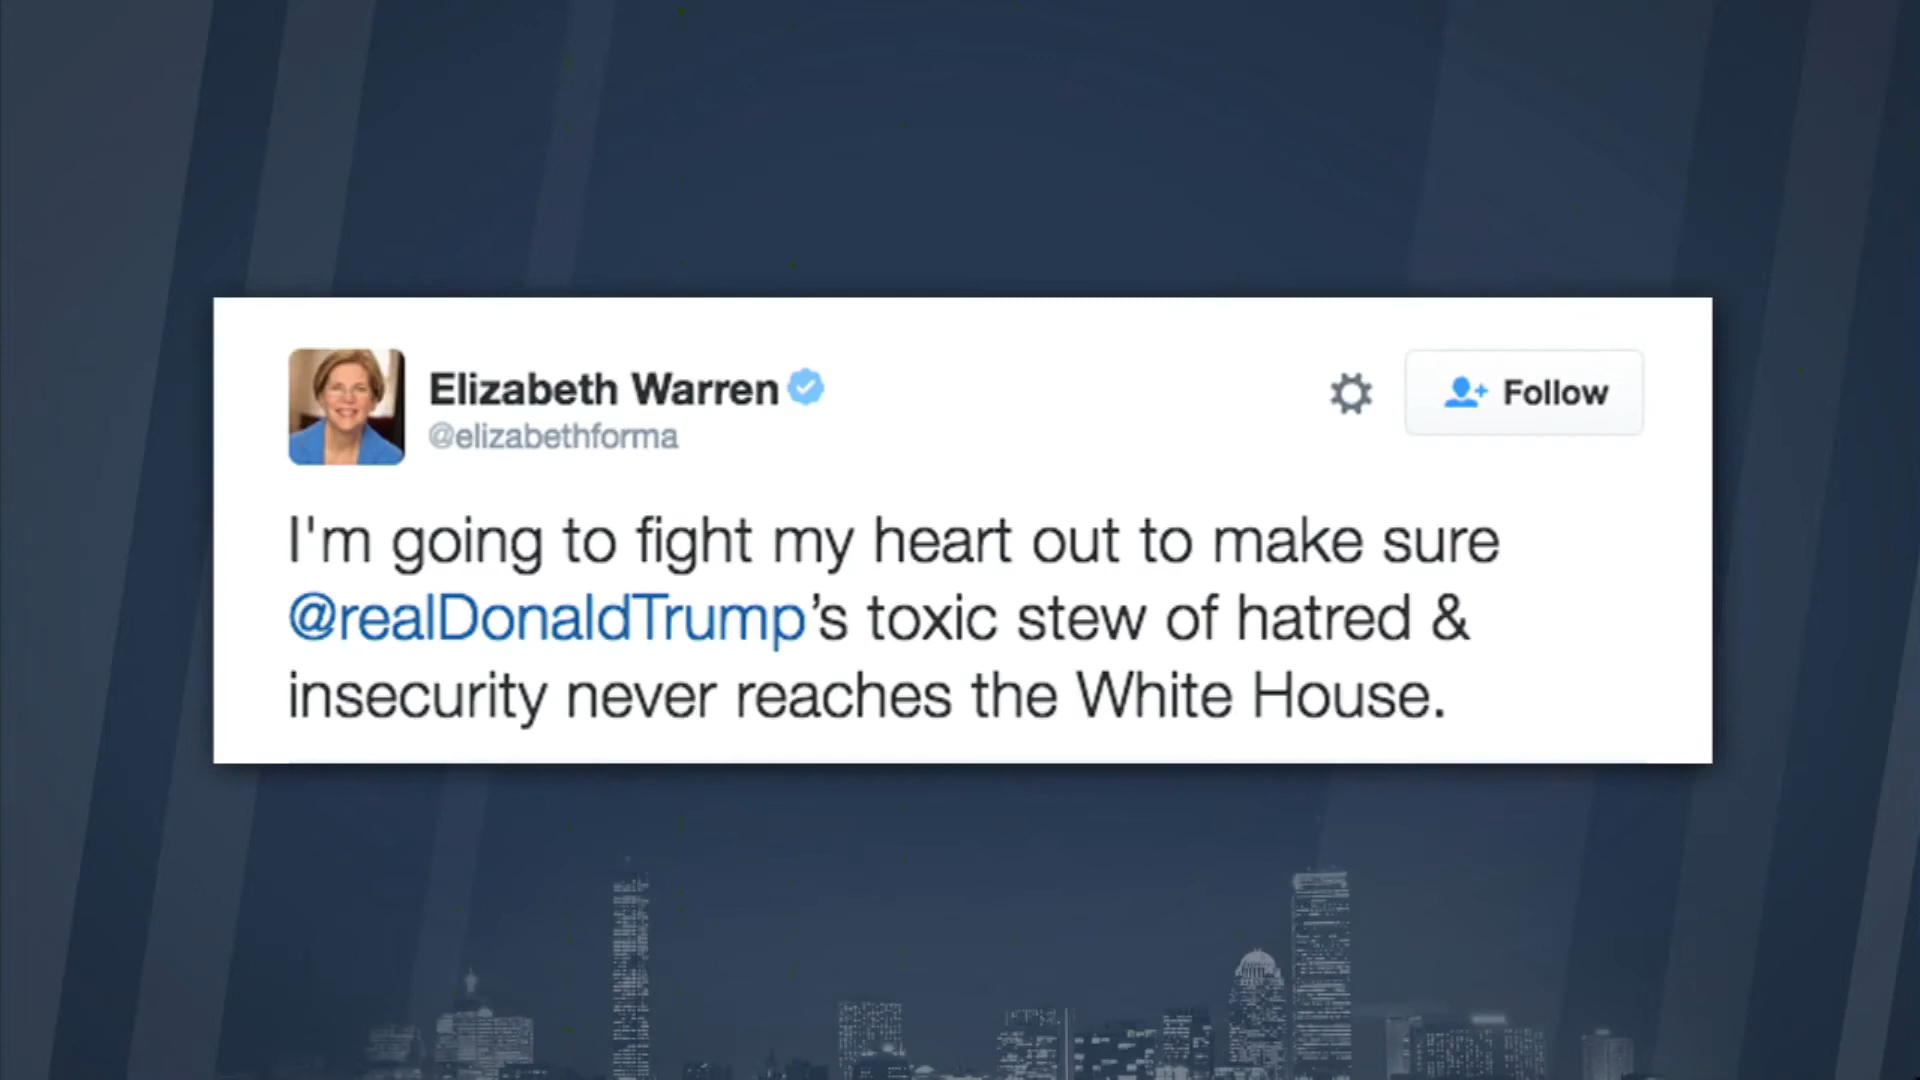 Elizabeth Warren
@elizabethforma
Follow
I'm going to fight my heart out to make sure
@realDonaldTrump’s toxic stew of hatred &
insecurity never reaches the White House.